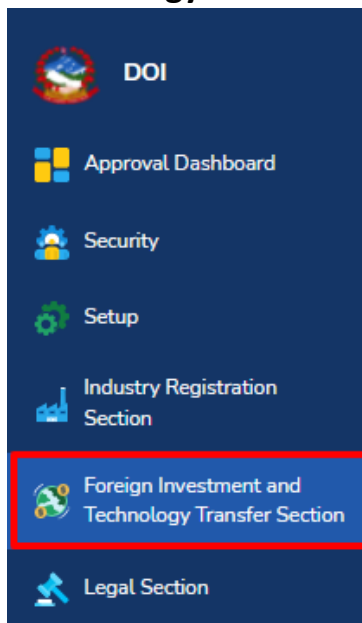 DOI
Approval Dashboard
Security
Setup
Industry Registration
Section
Foreign Investment and
Technology Transfer Section
Legal Section